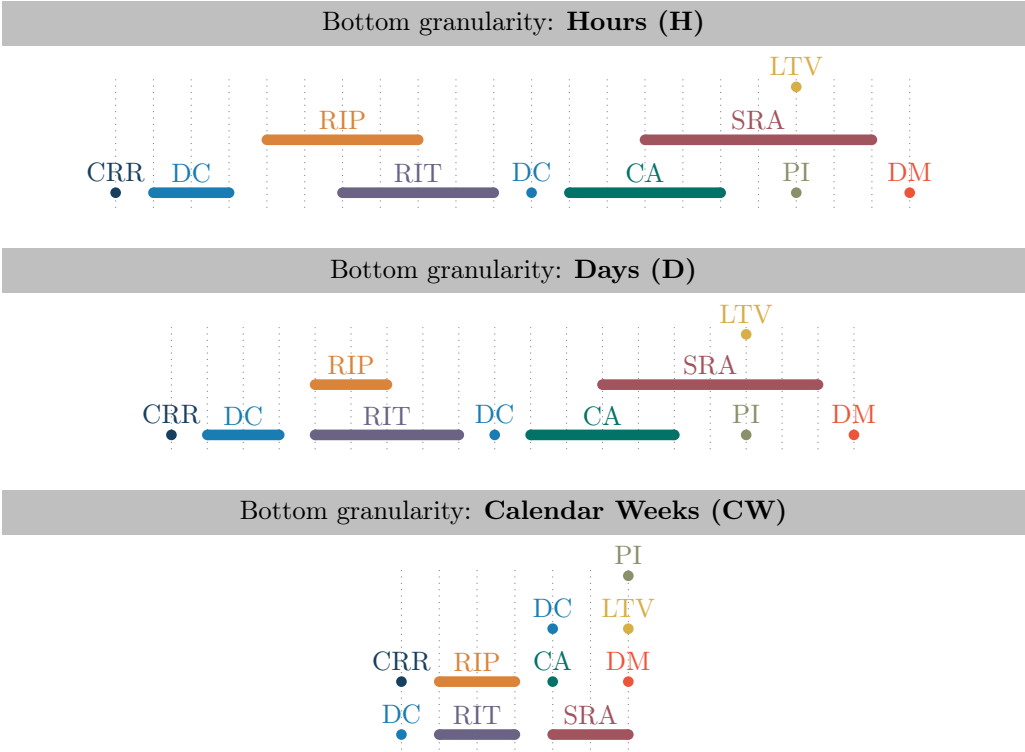 Bottom granularity: Hours (H)
LTV
RIP SRA
CRR DC RIT DC CA PI DM
Bottom granularity: Days (D)
LTV
RIP SRA
CRR DC RIT DC CA PI DM
Bottom granularity: Calendar Weeks (CW)
PI
DC LTV
CRR RIP CA DM
DC RIT SRA